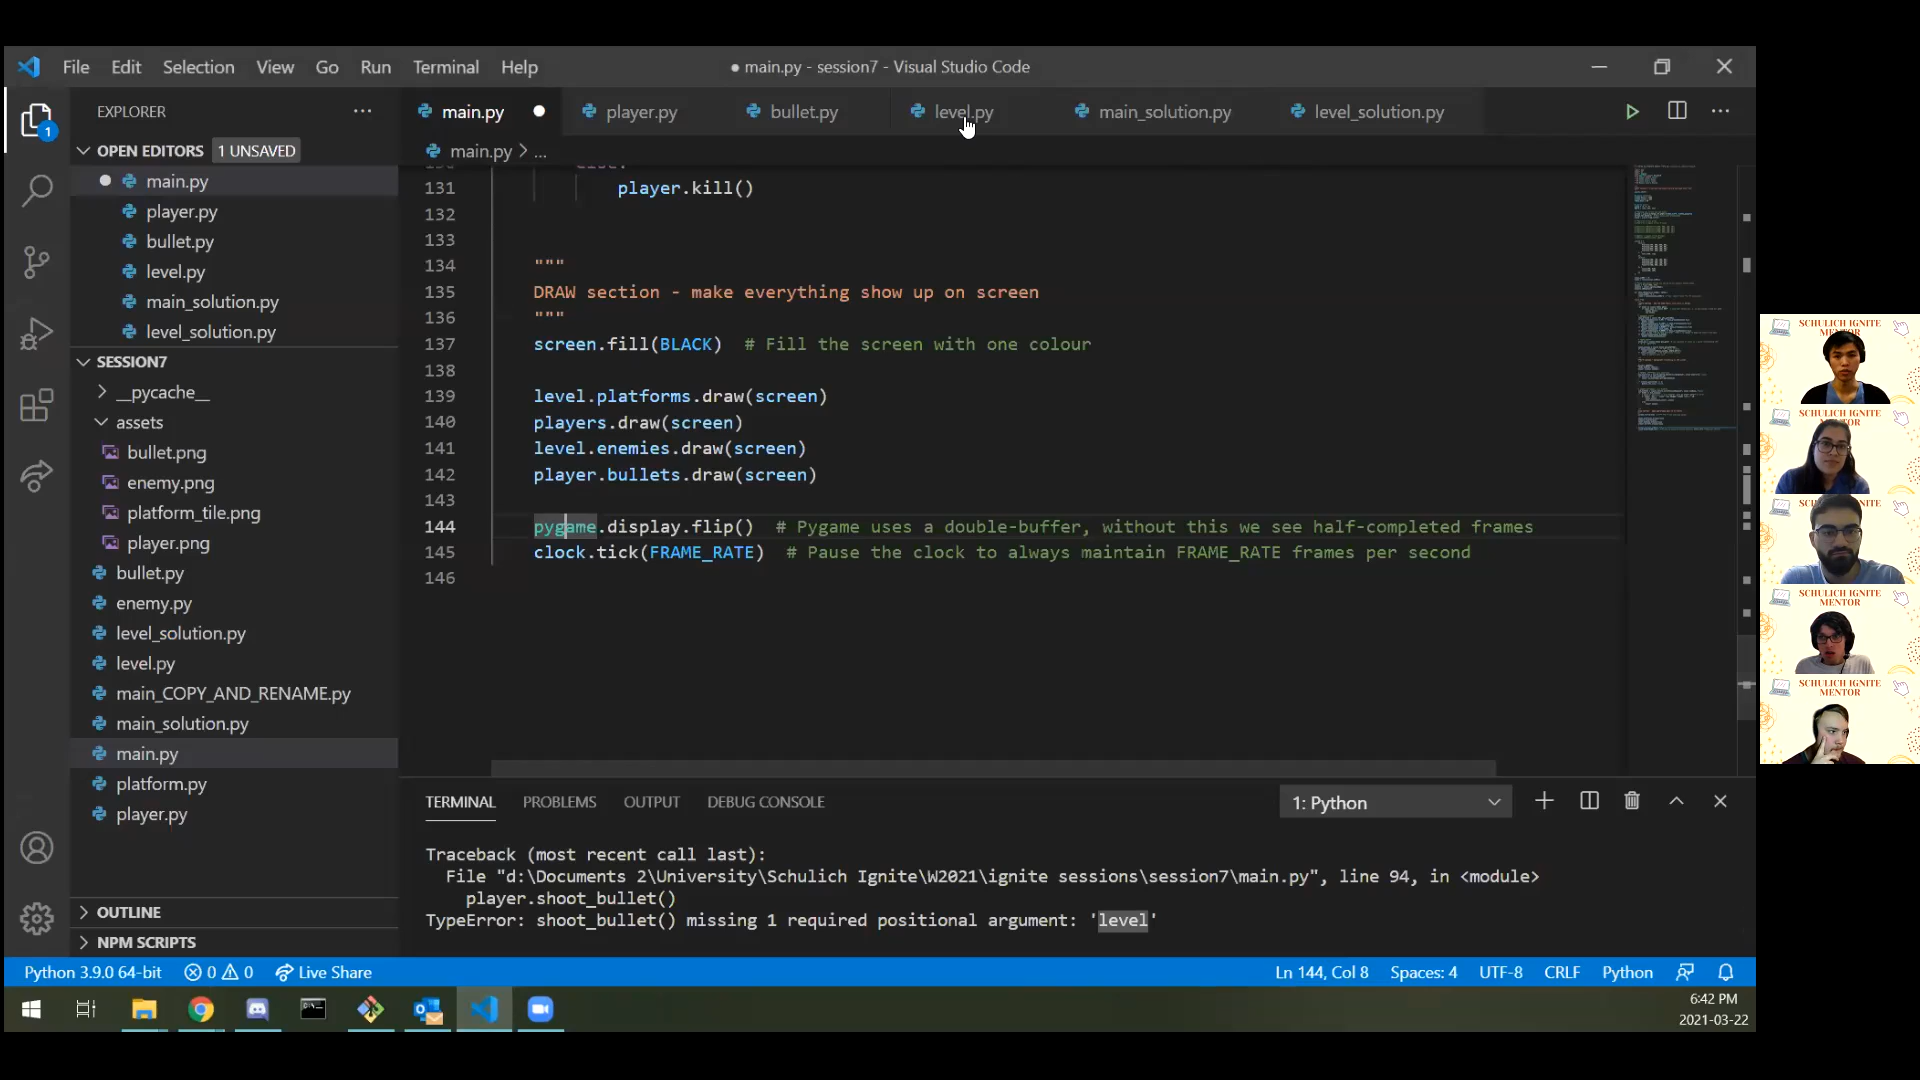 File Edit Selection View Go Run Terminal Help
● main.py - session7 - Visual Studio Code
EXPLORER
main.py
player.py
bullet.py
level.py
main_solution.py
level_solution.py
OPEN EDITORS 1 UNSAVED
main.py
player.py
bullet.py
level.py
main_solution.py
level_solution.py
SESSION7
__pycache__
assets
bullet.png
enemy.png
platform_tile.png
player.png
bullet.py
enemy.py
level_solution.py
level.py
main_COPY_AND_RENAME.py
main_solution.py
main.py
platform.py
player.py
OUTLINE
NPM SCRIPTS
1
main.py > ...
131 player.kill()
132
133
134 """
135 DRAW section - make everything show up on screen
136 """
137 screen.fill(BLACK)  # Fill the screen with one colour
138
139 level.platforms.draw(screen)
140 players.draw(screen)
141 level.enemies.draw(screen)
142 player.bullets.draw(screen)
143
144 pygame.display.flip()  # Pygame uses a double-buffer, without this we see half-completed frames
145 clock.tick(FRAME_RATE)  # Pause the clock to always maintain FRAME_RATE frames per second
146
TERMINAL PROBLEMS OUTPUT DEBUG CONSOLE
1: Python
Traceback (most recent call last):
File "d:\Documents 2\University\Schulich Ignite\W2021\ignite sessions\session7\main.py", line 94, in <module>
player.shoot_bullet()
TypeError: shoot_bullet() missing 1 required positional argument: 'level'
Python 3.9.0 64-bit 0 0 Live Share
Ln 144, Col 8 Spaces: 4 UTF-8 CRLF Python
6:42 PM
2021-03-22
SCHULICH IGNITE
MENTOR
SCHULICH IGNITE
MENTOR
SCHULICH IGNITE
MENTOR
SCHULICH IGNITE
MENTOR
SCHULICH IGNITE
MENTOR